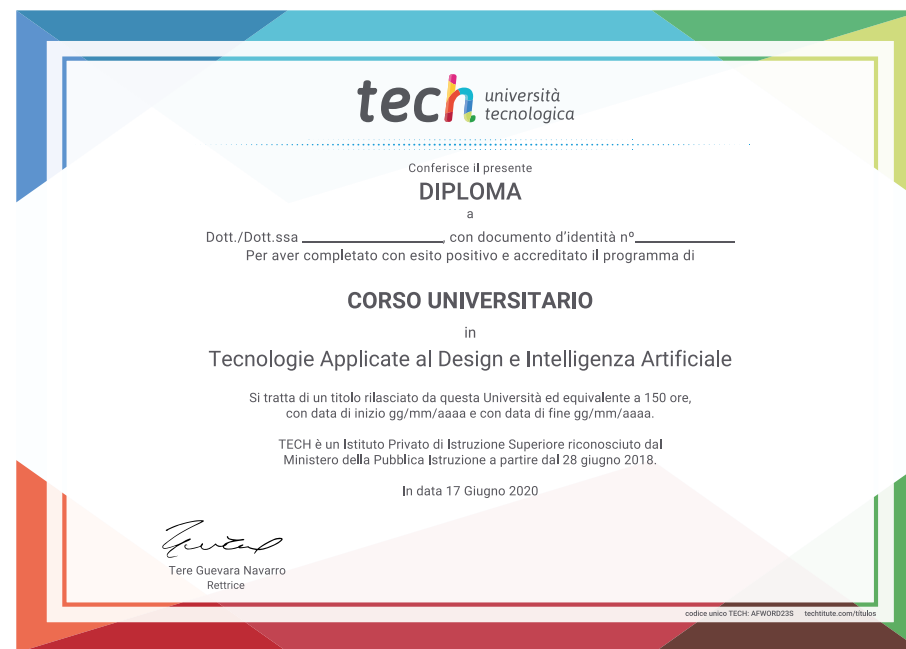 tech università
tecnologica
Conferisce il presente
DIPLOMA
a
Dott./Dott.ssa ____________, con documento d'identità nº__________
Per aver completato con esito positivo e accreditato il programma di
CORSO UNIVERSITARIO
in
Tecnologie Applicate al Design e Intelligenza Artificiale
Si tratta di un titolo rilasciato da questa Università ed equivalente a 150 ore,
con data di inizio gg/mm/aaaa e con data di fine gg/mm/aaaa.
TECH è un Istituto Privato di Istruzione Superiore riconosciuto dal
Ministero della Pubblica Istruzione a partire dal 28 giugno 2018.
In data 17 Giugno 2020
Tere Guevara Navarro
Rettrice
codice unico TECH: AFWORD23S techtitute.com/titulos